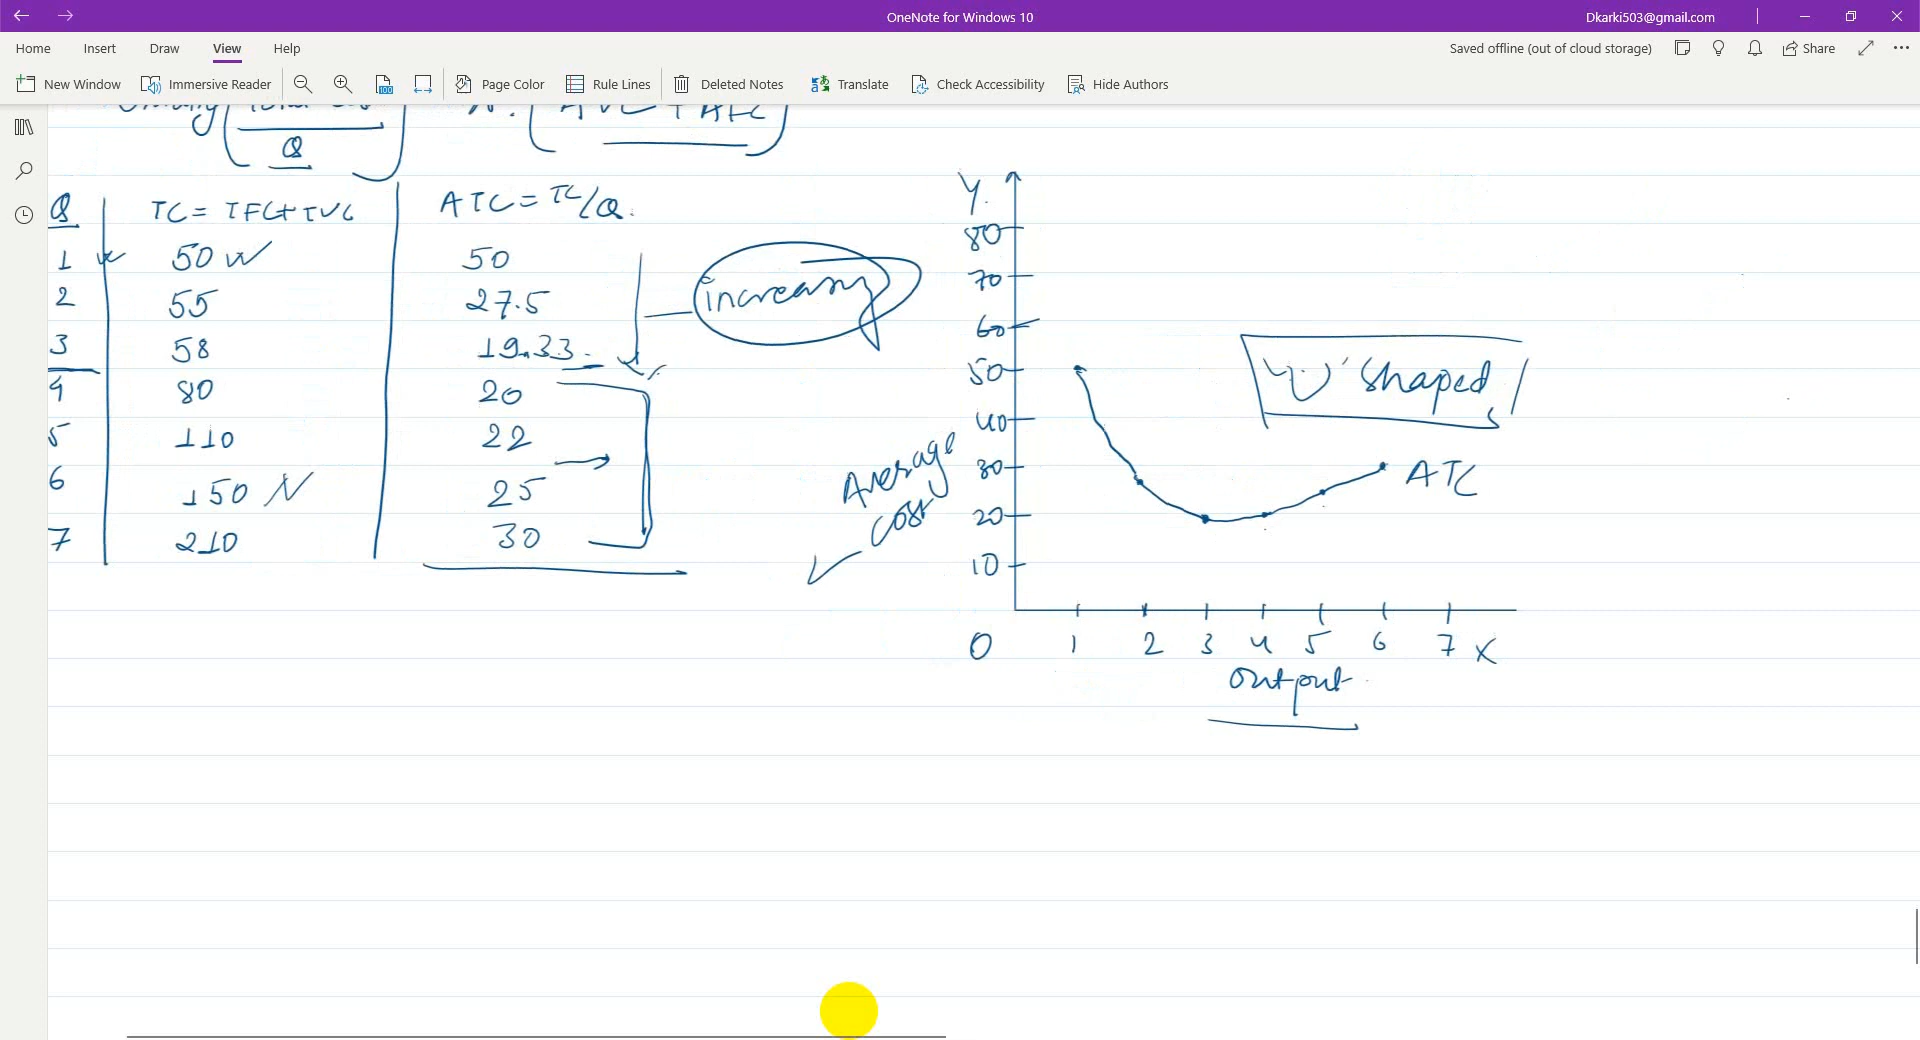 OneNote for Windows 10
Dkarki503@gmail.com
Home Insert Draw View Help
Saved offline (out of cloud storage) Share
New Window Immersive Reader 100 Page Color Rule Lines Deleted Notes Translate Check Accessibility Hide Authors
Q
AVC + AFC
Q TC = TFC+TVC ATC = TC/Q
1 50 50
2 55 27.5
3 58 19.33
4 80 20
5 110 22
6 150 25
7 210 30
increasing
Average
Cost
Y
80
70
60
50
40
30
20
10
'U' Shaped
ATC
0 1 2 3 4 5 6 7 X
output